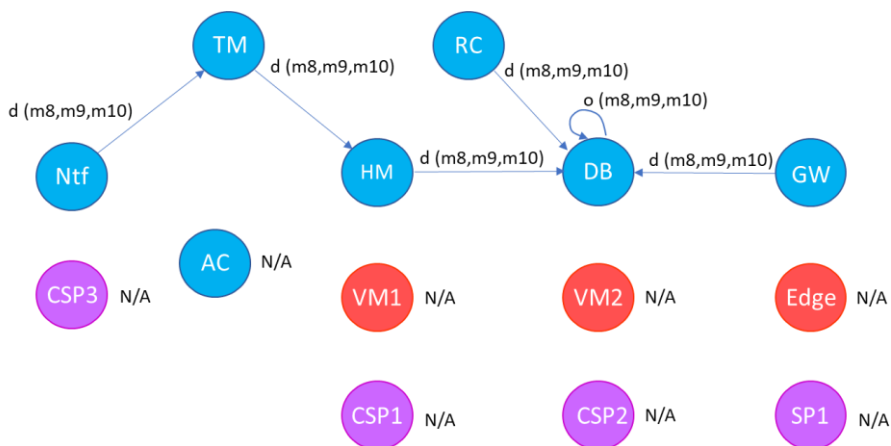 TM
RC
d (m8,m9,m10)
d (m8,m9,m10)
o (m8,m9,m10)
d (m8,m9,m10)
Ntf
HM
d (m8,m9,m10)
DB
d (m8,m9,m10)
GW
AC
N/A
CSP3
N/A
VM1
N/A
VM2
N/A
Edge
N/A
CSP1
N/A
CSP2
N/A
SP1
N/A